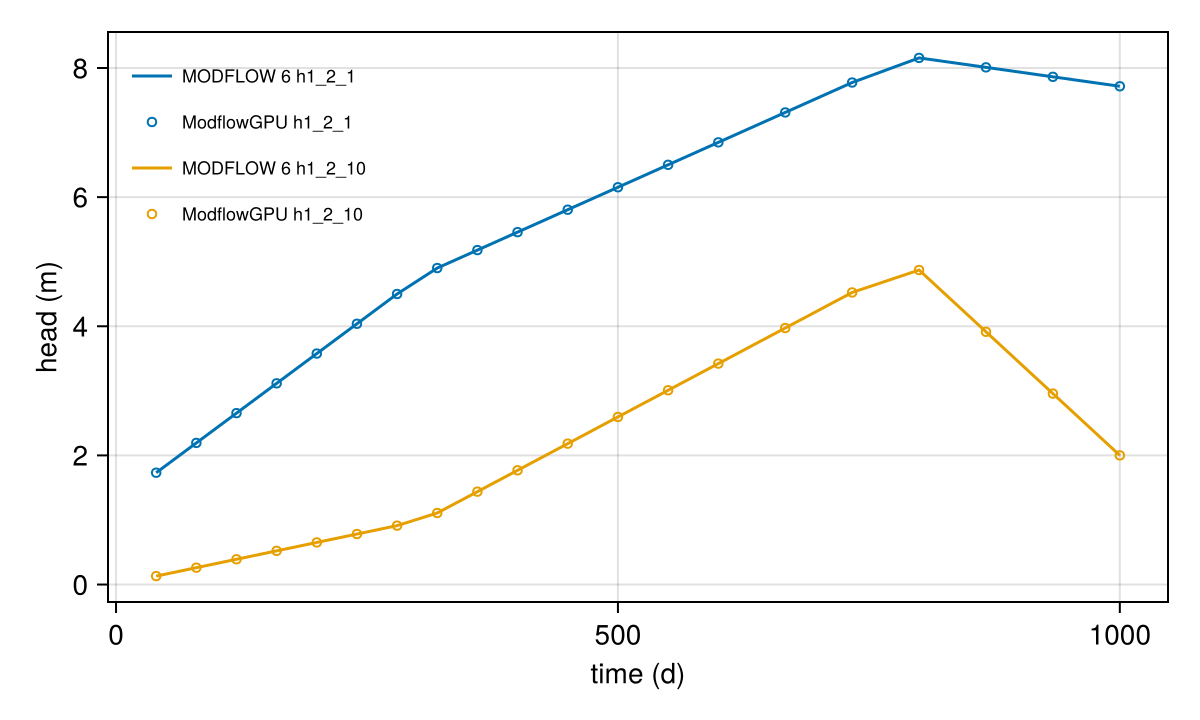 MODFLOW 6 h1_2_1
ModflowGPU h1_2_1
MODFLOW 6 h1_2_10
ModflowGPU h1_2_10
8
6
4
2
0
head (m)
0 500 1000
time (d)